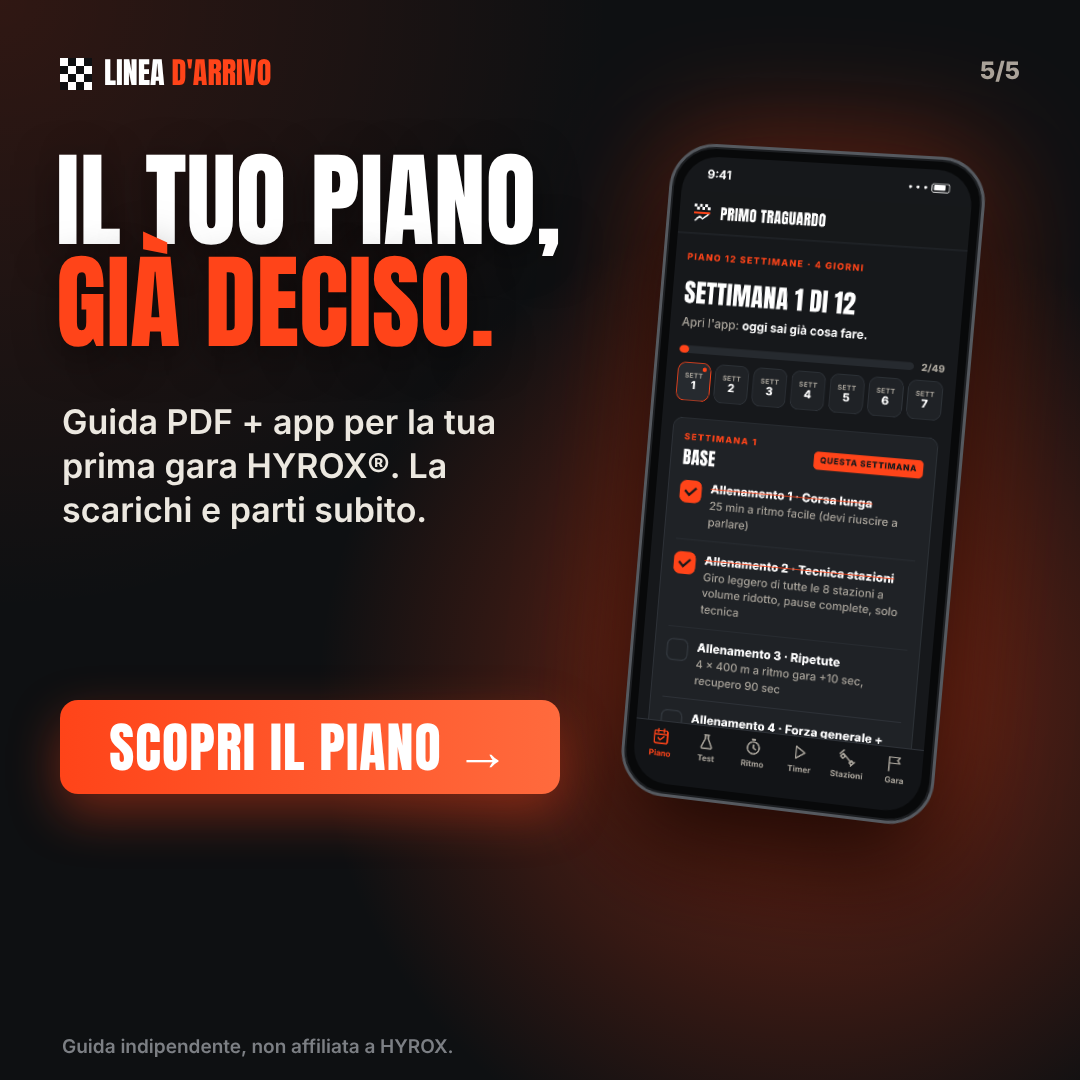 LINEA D'ARRIVO
5/5
IL TUO PIANO,
GIÀ DECISO.
Guida PDF + app per la tua
prima gara HYROX®. La
scarichi e parti subito.
SCOPRI IL PIANO →
9:41
PRIMO TRAGUARDO
PIANO 12 SETTIMANE · 4 GIORNI
SETTIMANA 1 DI 12
Apri l'app: oggi sai già cosa fare.
2/49
SETT 1 SETT 2 SETT 3 SETT 4 SETT 5 SETT 6 SETT 7
SETTIMANA 1
BASE
QUESTA SETTIMANA
Allenamento 1 · Corsa lunga
25 min a ritmo facile (devi riuscire a
parlare)
Allenamento 2 · Tecnica stazioni
Giro leggero di tutte le 8 stazioni a
volume ridotto, pause complete, solo
tecnica
Allenamento 3 · Ripetute
4 × 400 m a ritmo gara +10 sec,
recupero 90 sec
Allenamento 4 · Forza generale +
Piano Test Ritmo Timer Stazioni Gara
Guida indipendente, non affiliata a HYROX.